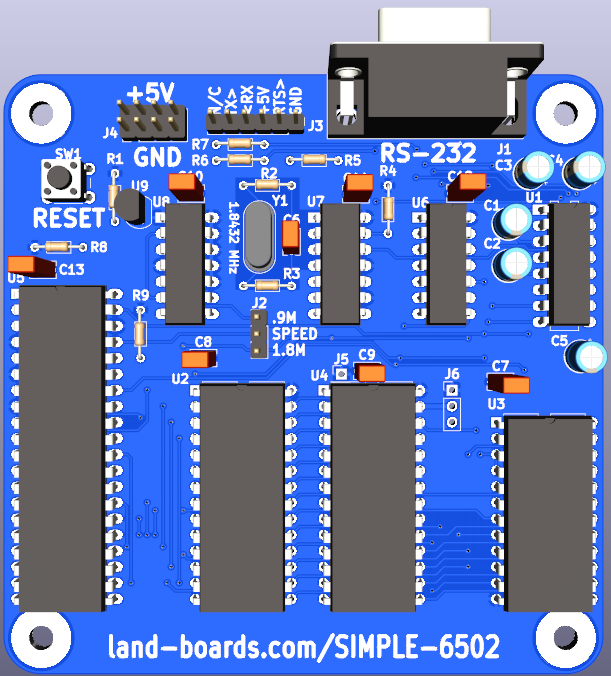 +5V
N/C
TX>
<RX
+5V
RTS>
GND
J4
J3
GND
R7
R6
R5
RS-232
J1
SW1
R1
U9
RESET
R2
R4
C3
C4
U8
Y1
1.8432 MHz
C6
U7
U6
U1
C1
C2
R8
U5
C13
R3
R9
J2
.9M
SPEED
1.8M
C8
C5
U2
U4
J5
C9
J6
C7
U3
land-boards.com/SIMPLE-6502